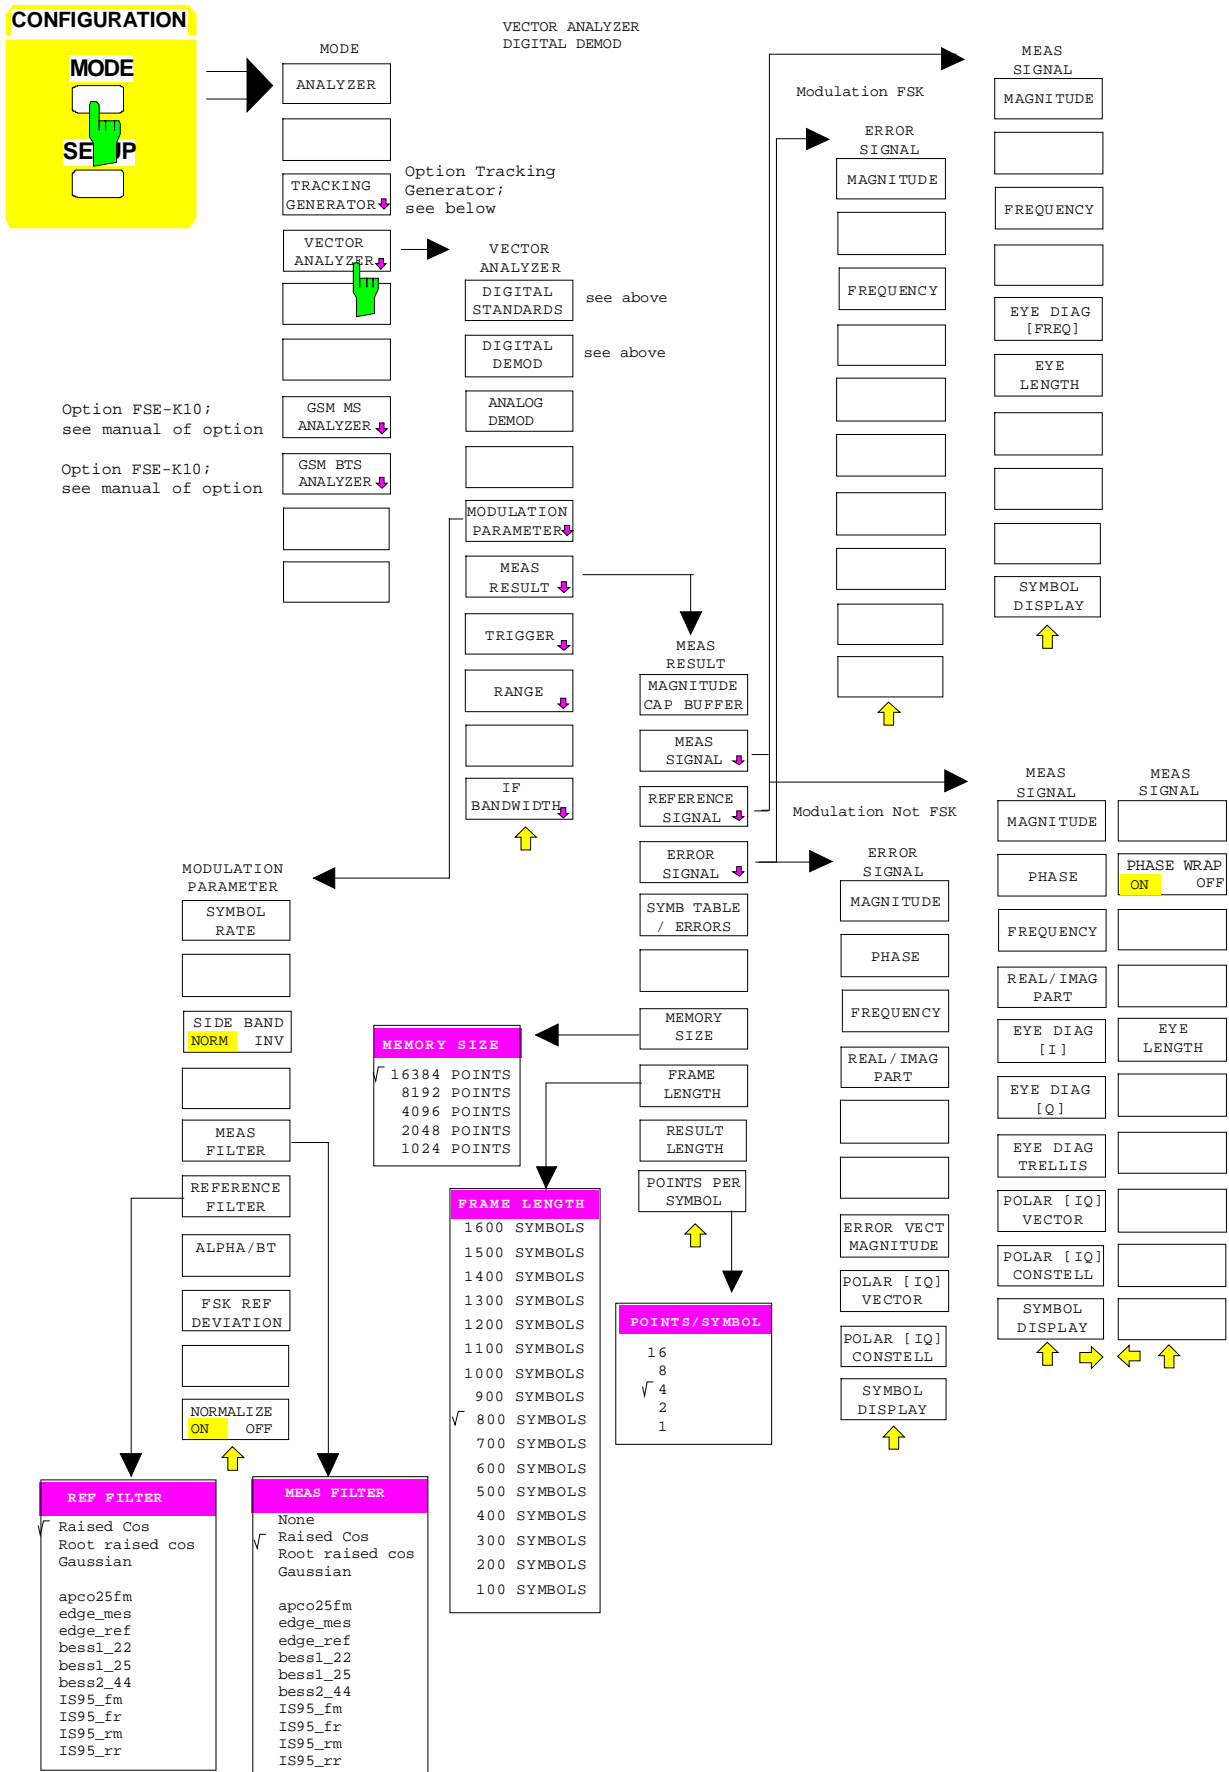 CONFIGURATION
MODE
SETUP
VECTOR ANALYZER
DIGITAL DEMOD
MODE
ANALYZER
TRACKING
GENERATOR
Option Tracking
Generator;
see below
VECTOR
ANALYZER
GSM MS
ANALYZER
Option FSE-K10;
see manual of option
GSM BTS
ANALYZER
Option FSE-K10;
see manual of option
VECTOR
ANALYZER
DIGITAL
STANDARDS
see above
DIGITAL
DEMOD
see above
ANALOG
DEMOD
MODULATION
PARAMETER
MEAS
RESULT
TRIGGER
RANGE
IF
BANDWIDTH
Modulation FSK
ERROR
SIGNAL
MAGNITUDE
FREQUENCY
MEAS
SIGNAL
MAGNITUDE
FREQUENCY
EYE DIAG
[FREQ]
EYE
LENGTH
SYMBOL
DISPLAY
MEAS
RESULT
MAGNITUDE
CAP BUFFER
MEAS
SIGNAL
REFERENCE
SIGNAL
ERROR
SIGNAL
SYMB TABLE
/ ERRORS
MEMORY
SIZE
FRAME
LENGTH
RESULT
LENGTH
POINTS PER
SYMBOL
Modulation Not FSK
ERROR
SIGNAL
MAGNITUDE
PHASE
FREQUENCY
REAL/IMAG
PART
ERROR VECT
MAGNITUDE
POLAR [IQ]
VECTOR
POLAR [IQ]
CONSTELL
SYMBOL
DISPLAY
MEAS
SIGNAL
MAGNITUDE
PHASE
FREQUENCY
REAL/IMAG
PART
EYE DIAG
[I]
EYE DIAG
[Q]
EYE DIAG
TRELLIS
POLAR [IQ]
VECTOR
POLAR [IQ]
CONSTELL
SYMBOL
DISPLAY
MEAS
SIGNAL
PHASE WRAP
ON OFF
EYE
LENGTH
MODULATION
PARAMETER
SYMBOL
RATE
SIDE BAND
NORM INV
MEAS
FILTER
REFERENCE
FILTER
ALPHA/BT
FSK REF
DEVIATION
NORMALIZE
ON OFF
MEMORY SIZE
√ 16384 POINTS
8192 POINTS
4096 POINTS
2048 POINTS
1024 POINTS
FRAME LENGTH
1600 SYMBOLS
1500 SYMBOLS
1400 SYMBOLS
1300 SYMBOLS
1200 SYMBOLS
1100 SYMBOLS
1000 SYMBOLS
900 SYMBOLS
√ 800 SYMBOLS
700 SYMBOLS
600 SYMBOLS
500 SYMBOLS
400 SYMBOLS
300 SYMBOLS
200 SYMBOLS
100 SYMBOLS
POINTS/SYMBOL
16
8
√ 4
2
1
REF FILTER
√ Raised Cos
Root raised cos
Gaussian
apco25fm
edge_mes
edge_ref
bess1_22
bess1_25
bess2_44
IS95_fm
IS95_fr
IS95_rm
IS95_rr
MEAS FILTER
None
√ Raised Cos
Root raised cos
Gaussian
apco25fm
edge_mes
edge_ref
bess1_22
bess1_25
bess2_44
IS95_fm
IS95_fr
IS95_rm
IS95_rr